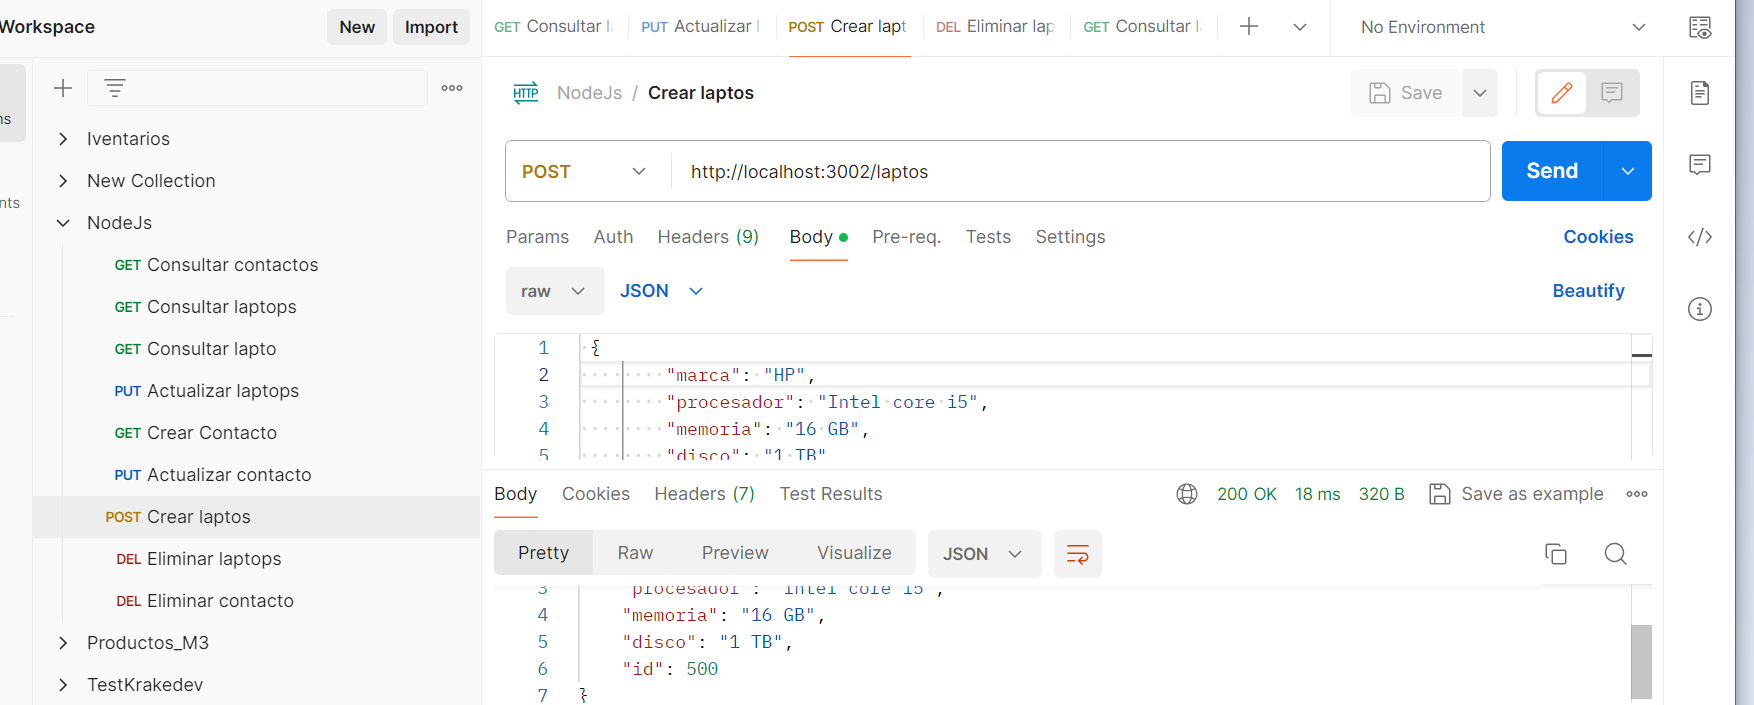 Workspace
New
Import
GET Consultar l
PUT Actualizar l
POST Crear lapt
DEL Eliminar lap
GET Consultar l
No Environment
ns
nts
Iventarios
New Collection
NodeJs
GET Consultar contactos
GET Consultar laptops
GET Consultar lapto
PUT Actualizar laptops
GET Crear Contacto
PUT Actualizar contacto
POST Crear laptos
DEL Eliminar laptops
DEL Eliminar contacto
Productos_M3
TestKrakedev
HTTP NodeJs / Crear laptos
Save
POST http://localhost:3002/laptos
Send
Params Auth Headers (9) Body Pre-req. Tests Settings Cookies
raw JSON Beautify
1 {
2 "marca": "HP",
3 "procesador": "Intel core i5",
4 "memoria": "16 GB",
5 "disco": "1 TB"
Body Cookies Headers (7) Test Results 200 OK 18 ms 320 B Save as example
Pretty Raw Preview Visualize JSON
3 "procesador": "Intel core i5",
4 "memoria": "16 GB",
5 "disco": "1 TB",
6 "id": 500
7 }